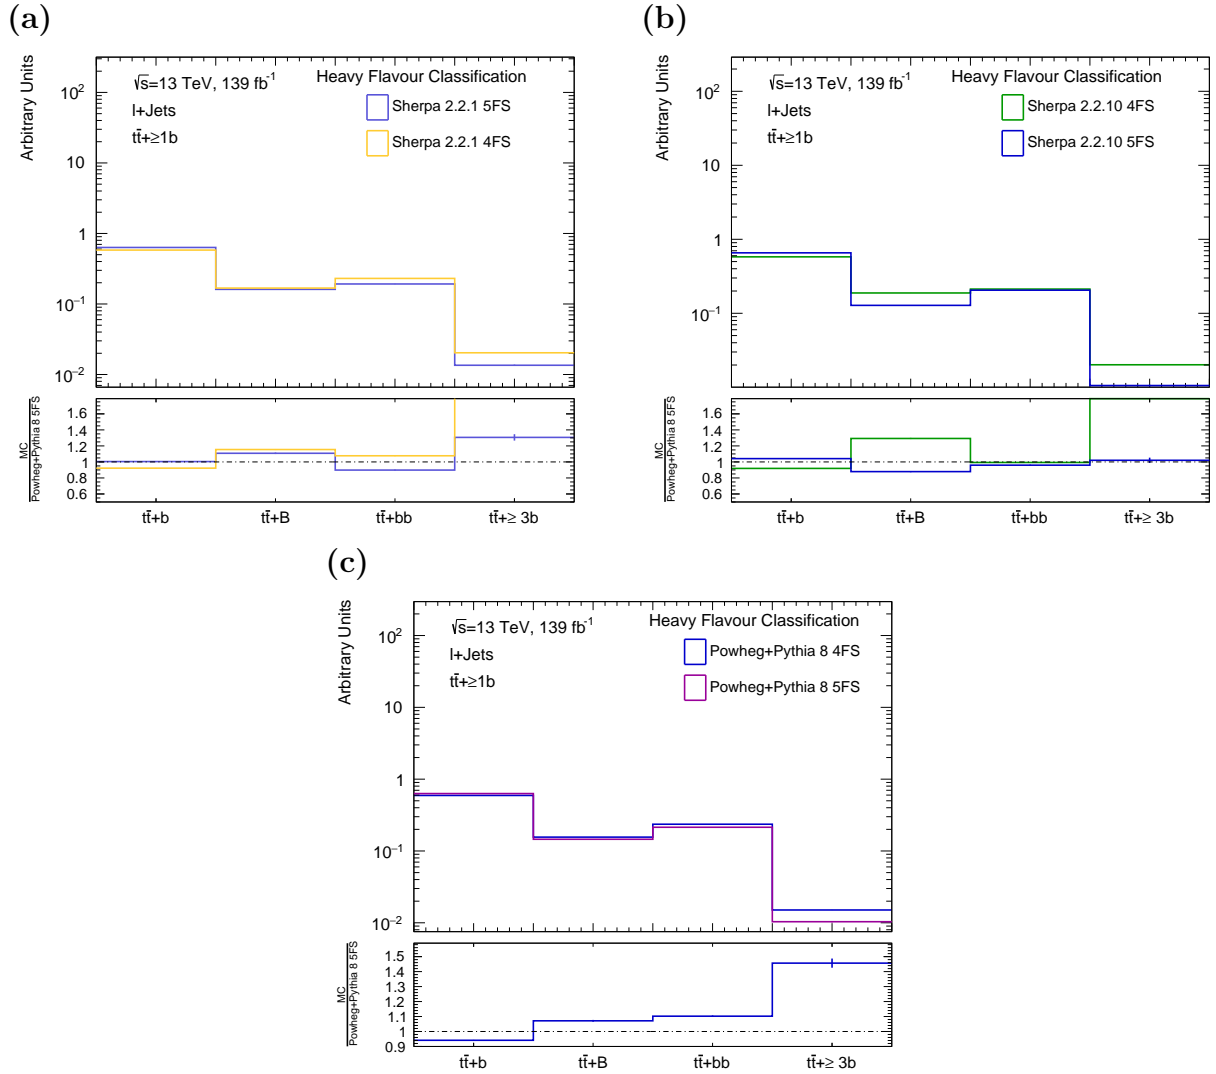 (a)
Arbitrary Units
√s=13 TeV, 139 fb⁻¹
l+Jets
tt̄+≥1b
Heavy Flavour Classification
Sherpa 2.2.1 5FS
Sherpa 2.2.1 4FS
10²
10
1
10⁻¹
10⁻²
MC
Powheg+Pythia 8 5FS
1.6
1.4
1.2
1
0.8
0.6
tt̄+b tt̄+B tt̄+bb tt̄+≥ 3b
(b)
Arbitrary Units
√s=13 TeV, 139 fb⁻¹
l+Jets
tt̄+≥1b
Heavy Flavour Classification
Sherpa 2.2.10 4FS
Sherpa 2.2.10 5FS
10²
10
1
10⁻¹
MC
Powheg+Pythia 8 5FS
1.6
1.4
1.2
1
0.8
0.6
tt̄+b tt̄+B tt̄+bb tt̄+≥ 3b
(c)
Arbitrary Units
√s=13 TeV, 139 fb⁻¹
l+Jets
tt̄+≥1b
Heavy Flavour Classification
Powheg+Pythia 8 4FS
Powheg+Pythia 8 5FS
10²
10
1
10⁻¹
10⁻²
MC
Powheg+Pythia 8 5FS
1.5
1.4
1.3
1.2
1.1
1
0.9
tt̄+b tt̄+B tt̄+bb tt̄+≥ 3b